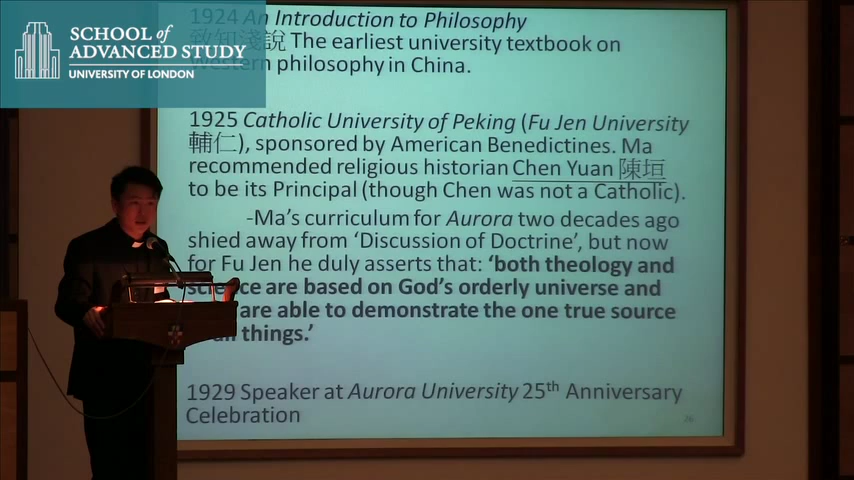 SCHOOL of
ADVANCED STUDY
UNIVERSITY OF LONDON
1924 An Introduction to Philosophy
致知淺說 The earliest university textbook on
Western philosophy in China.
1925 Catholic University of Peking (Fu Jen University
輔仁), sponsored by American Benedictines. Ma
recommended religious historian Chen Yuan 陳垣
to be its Principal (though Chen was not a Catholic).
-Ma's curriculum for Aurora two decades ago
shied away from 'Discussion of Doctrine', but now
for Fu Jen he duly asserts that: 'both theology and
science are based on God's orderly universe and
are able to demonstrate the one true source
things.'
1929 Speaker at Aurora University 25th Anniversary
Celebration
26